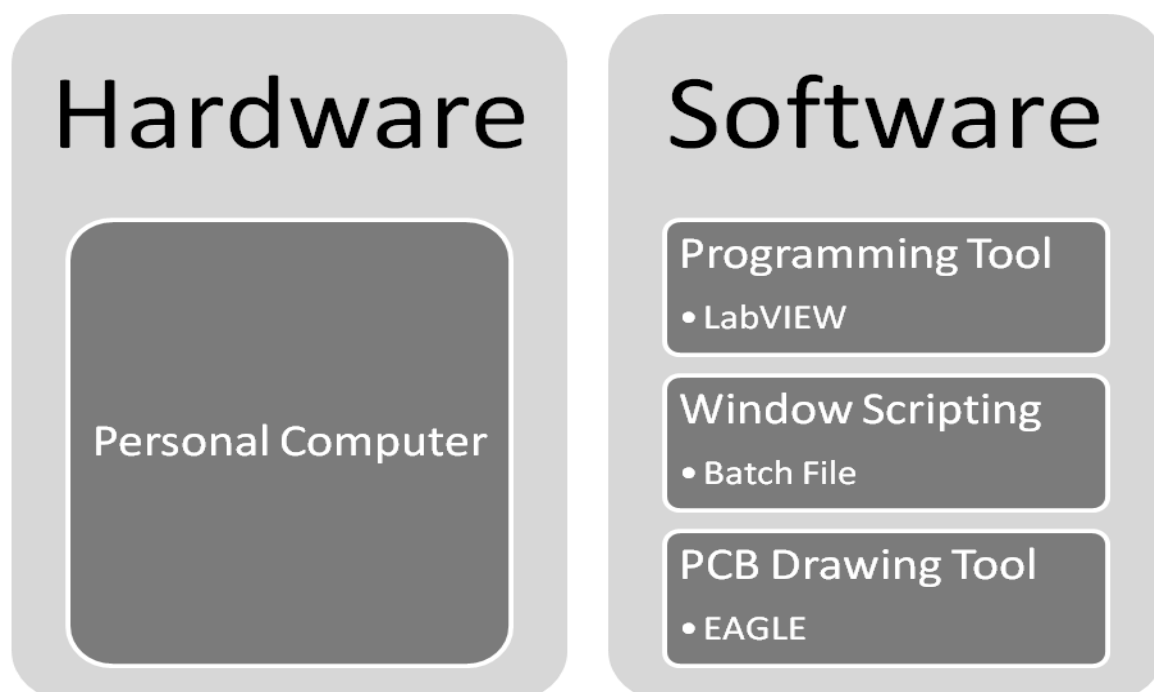 Hardware
Personal Computer
Software
Programming Tool
• LabVIEW
Window Scripting
• Batch File
PCB Drawing Tool
• EAGLE